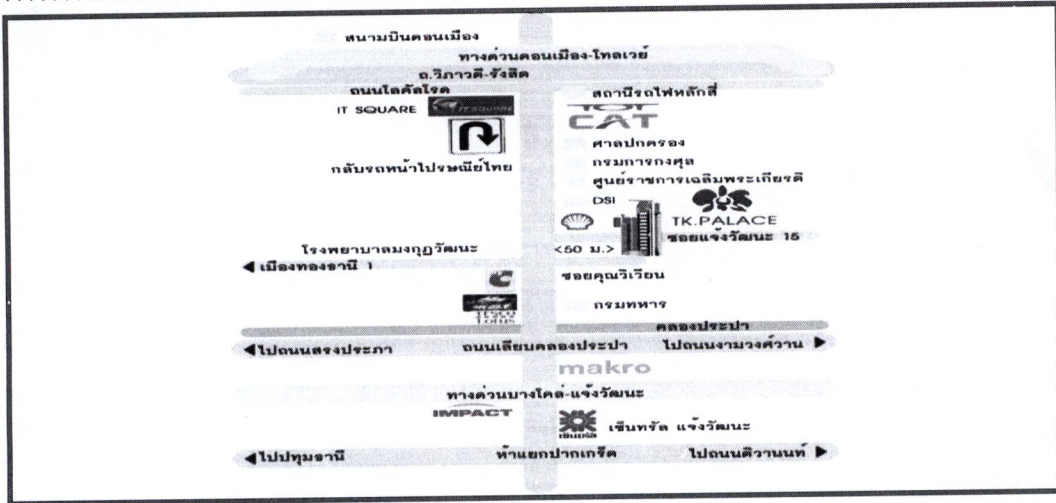 สนามบินดอนเมือง
ทางด่วนดอนเมือง-โทลเวย์
ถ.วิภาวดี-รังสิต
ถนนโลคัลโรด
สถานีรถไฟหลักสี่
IT SQUARE IT SQUARE
TOT
CAT
ศาลปกครอง
กรมการกงศุล
กลับรถหน้าไปรษณีย์ไทย
ศูนย์ราชการเฉลิมพระเกียรติ
DSI
TK.PALACE
ซอยแจ้งวัฒนะ 15
โรงพยาบาลมงกุฎวัฒนะ
<50 ม.>
เมืองทองธานี 1
ซอยคุณวิเวียน
กรมทหาร
TESCO
Lotus
คลองประปา
ไปถนนสรงประภา ถนนเลียบคลองประปา ไปถนนงามวงศ์วาน
makro
ทางด่วนบางโคล่-แจ้งวัฒนะ
IMPACT
เซ็นทรัล
เซ็นทรัล แจ้งวัฒนะ
ไปปทุมธานี ห้าแยกปากเกร็ด ไปถนนติวานนท์